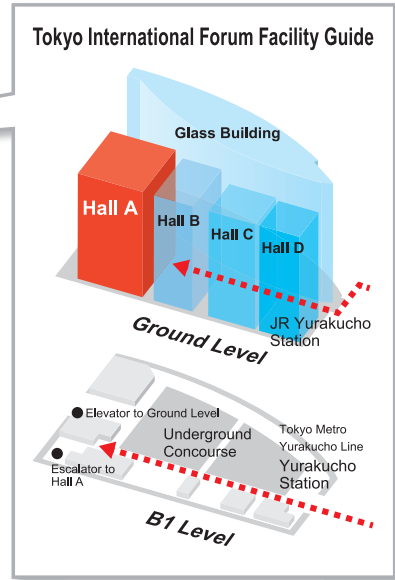 Tokyo International Forum Facility Guide
Glass Building
Hall A
Hall B
Hall C
Hall D
JR Yurakucho
Station
Ground Level
Elevator to Ground Level
Escalator to
Hall A
Underground
Concourse
Tokyo Metro
Yurakucho Line
Yurakucho
Station
B1 Level